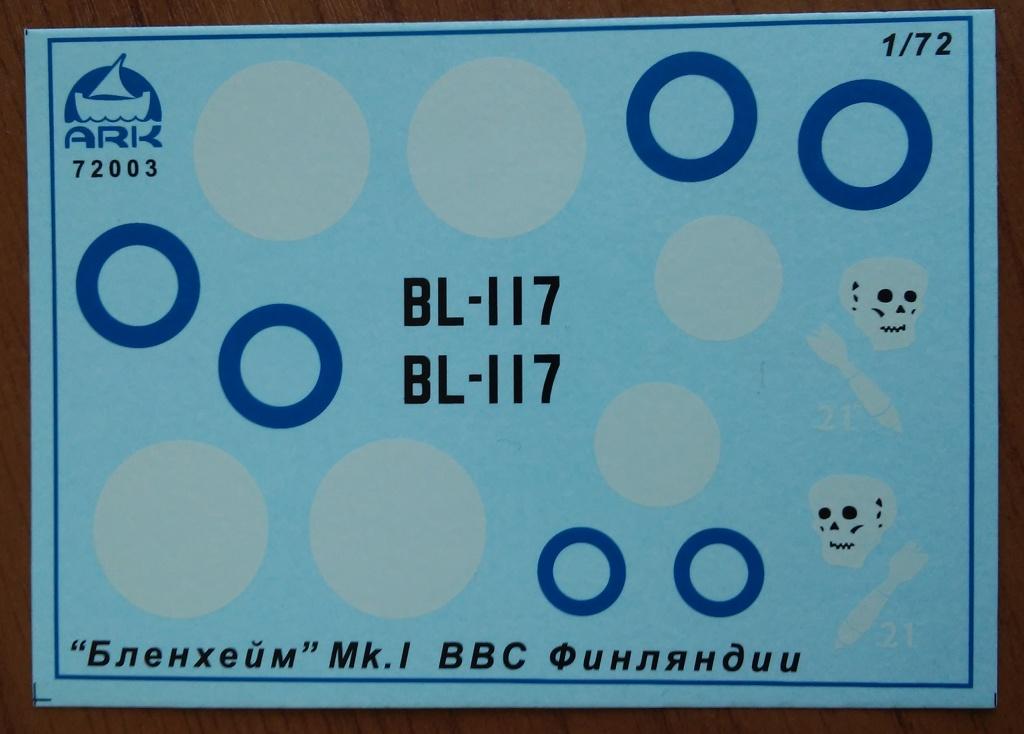 1/72
ARK
72003
BL-117
BL-117
21
21
“Бленхейм” Mk.I ВВС Финляндии